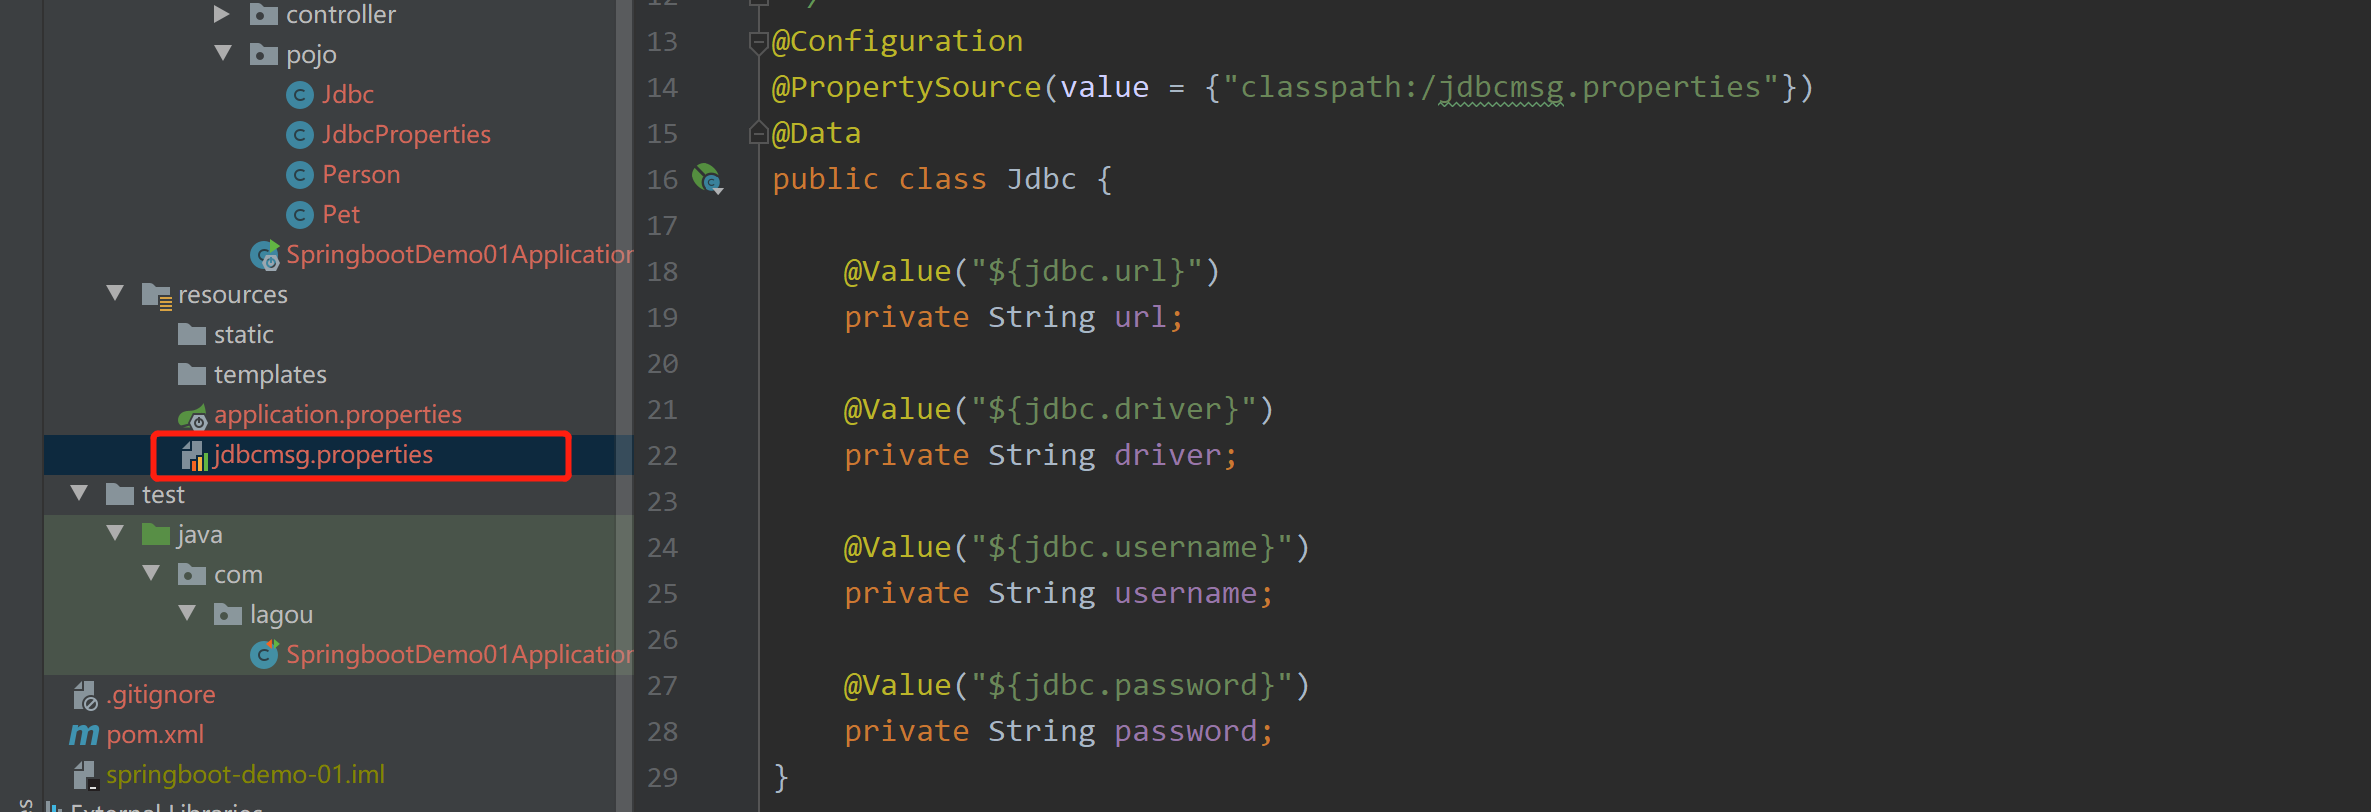 controller
pojo
Jdbc
JdbcProperties
Person
Pet
SpringbootDemo01Application
resources
static
templates
application.properties
jdbcmsg.properties
test
java
com
lagou
SpringbootDemo01Application
.gitignore
pom.xml
springboot-demo-01.iml
External Libraries
12 */
13 @Configuration
14 @PropertySource(value = {"classpath:/jdbcmsg.properties"})
15 @Data
16 public class Jdbc {
17
18 @Value("${jdbc.url}")
19 private String url;
20
21 @Value("${jdbc.driver}")
22 private String driver;
23
24 @Value("${jdbc.username}")
25 private String username;
26
27 @Value("${jdbc.password}")
28 private String password;
29 }